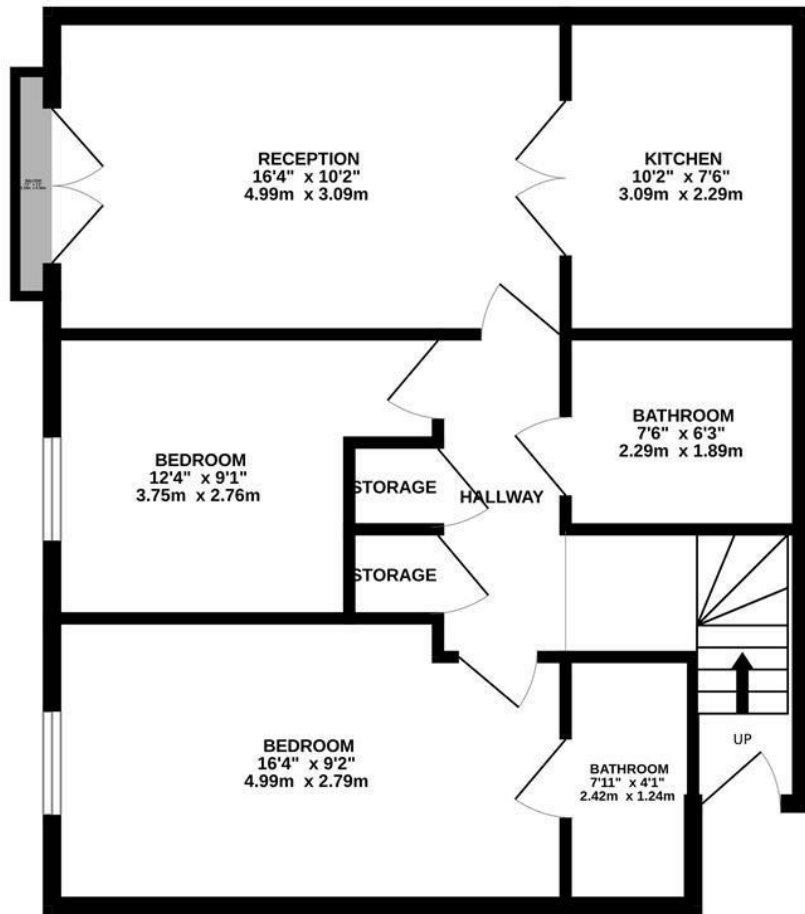 RECEPTION
16'4" x 10'2"
4.99m x 3.09m
KITCHEN
10'2" x 7'6"
3.09m x 2.29m
BEDROOM
12'4" x 9'1"
3.75m x 2.76m
STORAGE
HALLWAY
BATHROOM
7'6" x 6'3"
2.29m x 1.89m
STORAGE
BEDROOM
16'4" x 9'2"
4.99m x 2.79m
BATHROOM
7'11" x 4'1"
2.42m x 1.24m
UP